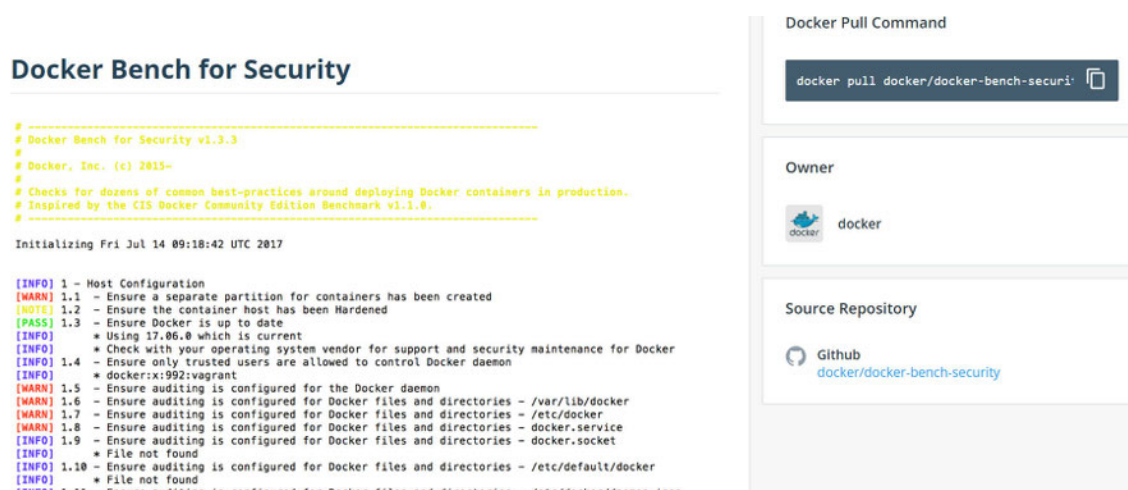 Docker Bench for Security
# ------------------------------------------------------------------------------
# Docker Bench for Security v1.3.3
#
# Docker, Inc. (c) 2015-
#
# Checks for dozens of common best-practices around deploying Docker containers in production.
# Inspired by the CIS Docker Community Edition Benchmark v1.1.0.
# ------------------------------------------------------------------------------
Initializing Fri Jul 14 09:18:42 UTC 2017
[INFO] 1 - Host Configuration
[WARN] 1.1 - Ensure a separate partition for containers has been created
[NOTE] 1.2 - Ensure the container host has been Hardened
[PASS] 1.3 - Ensure Docker is up to date
[INFO] * Using 17.06.0 which is current
[INFO] * Check with your operating system vendor for support and security maintenance for Docker
[INFO] 1.4 - Ensure only trusted users are allowed to control Docker daemon
[INFO] * docker:x:992:vagrant
[WARN] 1.5 - Ensure auditing is configured for the Docker daemon
[WARN] 1.6 - Ensure auditing is configured for Docker files and directories - /var/lib/docker
[WARN] 1.7 - Ensure auditing is configured for Docker files and directories - /etc/docker
[WARN] 1.8 - Ensure auditing is configured for Docker files and directories - docker.service
[INFO] 1.9 - Ensure auditing is configured for Docker files and directories - docker.socket
[INFO] * File not found
[INFO] 1.10 - Ensure auditing is configured for Docker files and directories - /etc/default/docker
[INFO] * File not found
Docker Pull Command
docker pull docker/docker-bench-securi
Owner
docker
docker
Source Repository
Github
docker/docker-bench-security